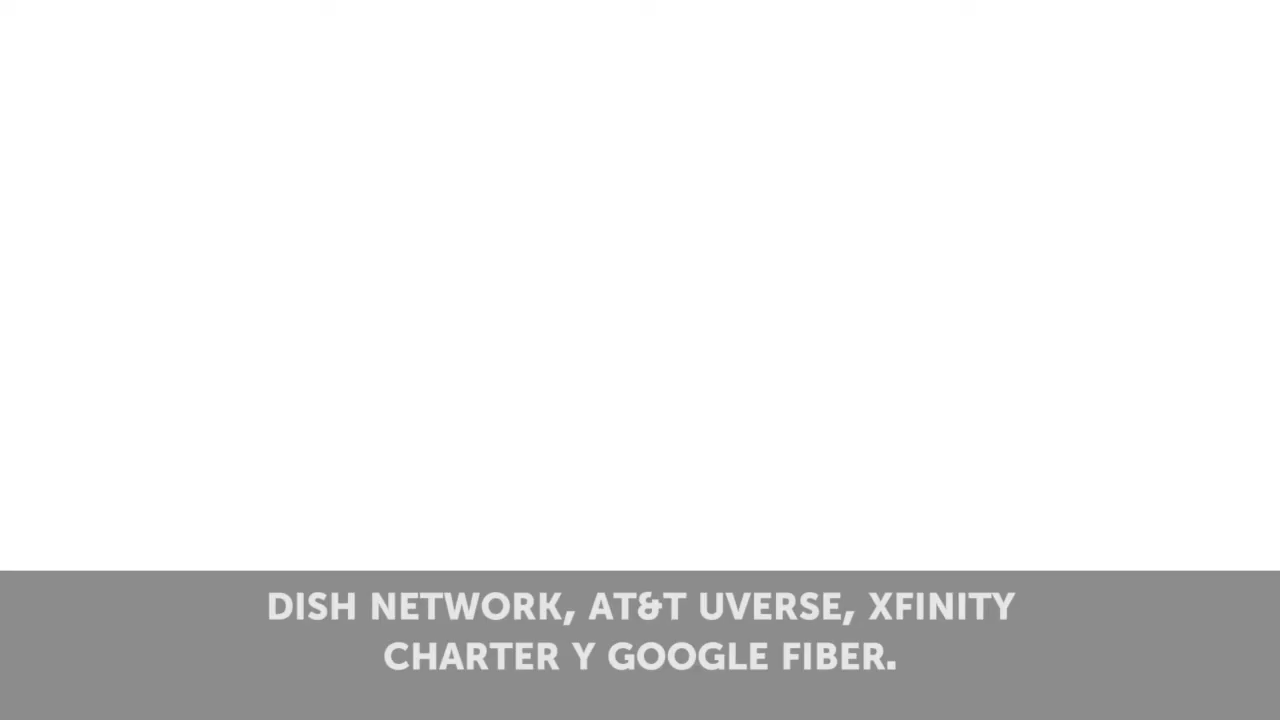 DISH NETWORK, AT&T UVERSE, XFINITY
CHARTER Y GOOGLE FIBER.